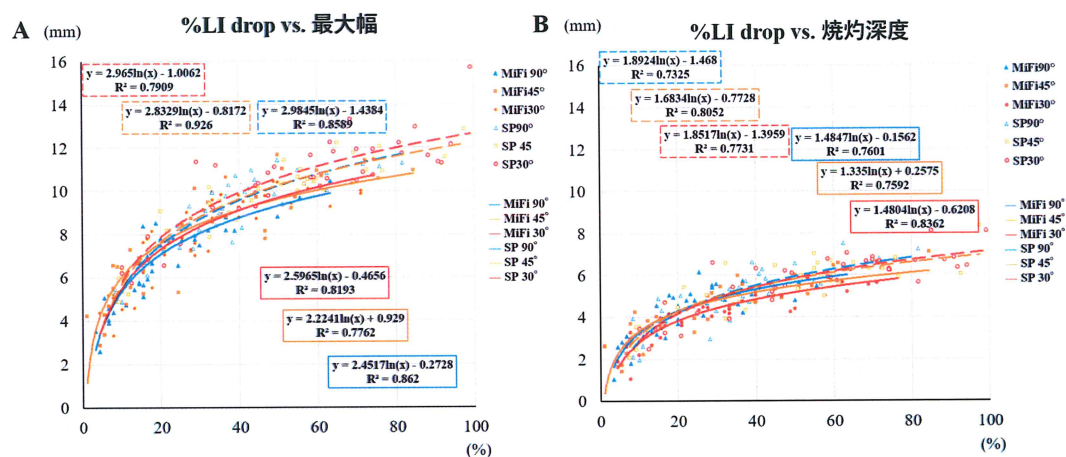 A (mm) %LI drop vs. 最大幅
16
14
12
10
8
6
4
2
0
0 20 40 60 80 100
(%)
y = 2.965ln(x) - 1.0062
R² = 0.7909
y = 2.8329ln(x) - 0.8172
R² = 0.926
y = 2.9845ln(x) - 1.4384
R² = 0.8589
y = 2.5965ln(x) - 0.4656
R² = 0.8193
y = 2.2241ln(x) + 0.929
R² = 0.7762
y = 2.4517ln(x) - 0.2728
R² = 0.862
MiFi 90°
MiFi45°
MiFi30°
SP90°
SP 45
SP30°
MiFi 90°
MiFi 45°
MiFi 30°
SP 90°
SP 45°
SP 30°
B (mm) %LI drop vs. 焼灼深度
16
14
12
10
8
6
4
2
0
0 20 40 60 80 100
(%)
y = 1.8924ln(x) - 1.468
R² = 0.7325
y = 1.6834ln(x) - 0.7728
R² = 0.8052
y = 1.8517ln(x) - 1.3959
R² = 0.7731
y = 1.4847ln(x) - 0.1562
R² = 0.7601
y = 1.335ln(x) + 0.2575
R² = 0.7592
y = 1.4804ln(x) - 0.6208
R² = 0.8362
MiFi90°
MiFi45°
MiFi30°
SP90°
SP45°
SP30°
MiFi 90°
MiFi 45°
MiFi 30°
SP 90°
SP 45°
SP 30°